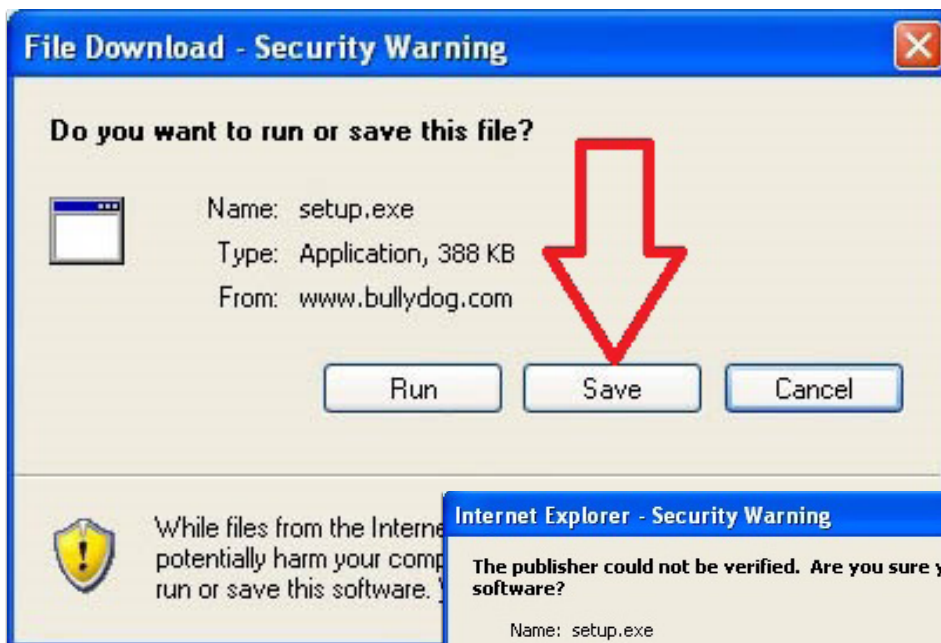 File Download - Security Warning
Do you want to run or save this file?
Name: setup.exe
Type: Application, 388 KB
From: www.bullydog.com
Run Save Cancel
While files from the Interne
potentially harm your comp
run or save this software.
Internet Explorer - Security Warning
The publisher could not be verified. Are you sure y
software?
Name: setup.exe